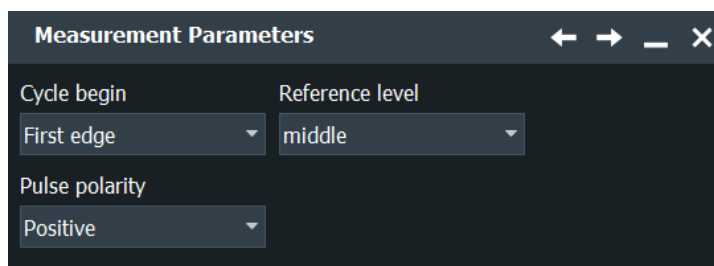 Measurement Parameters
Cycle begin Reference level
First edge middle
Pulse polarity
Positive